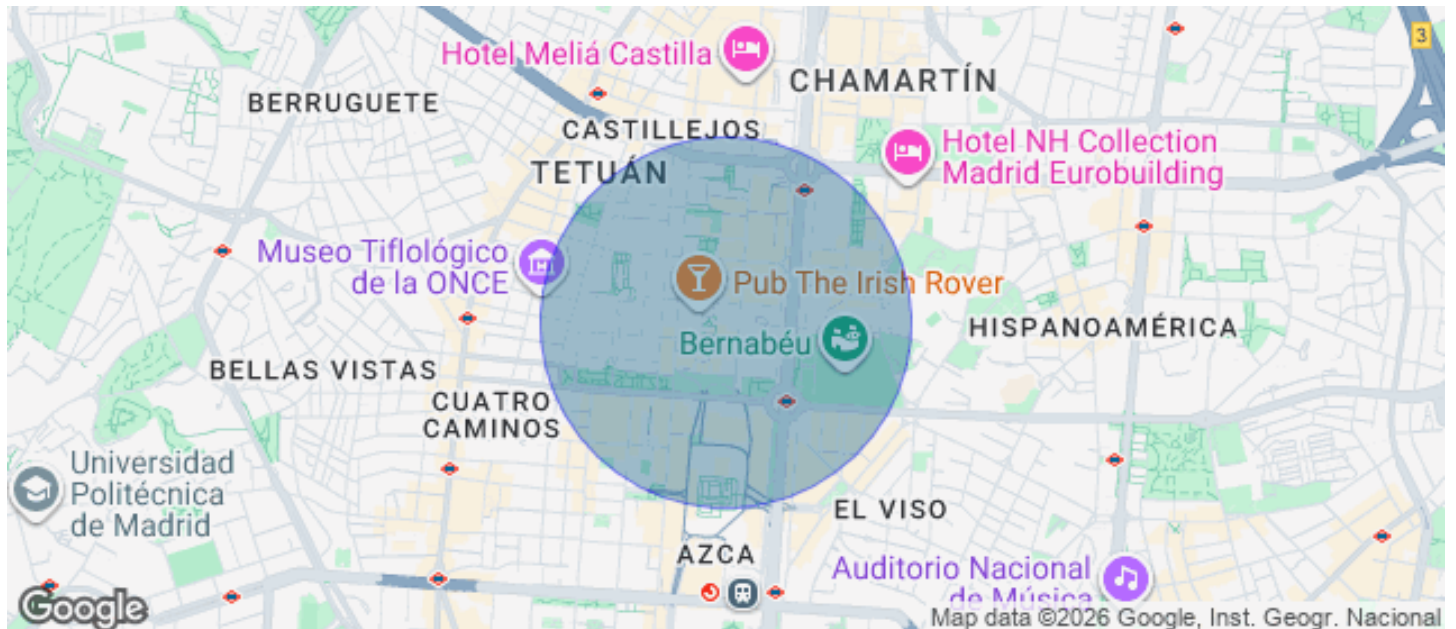 Hotel Meliá Castilla
3
CHAMARTÍN
BERRUGUETE
CASTILLEJOS
Hotel NH Collection
Madrid Eurobuilding
TETUÁN
Museo Tiflológico
de la ONCE
Pub The Irish Rover
Bernabéu
HISPANOAMÉRICA
BELLAS VISTAS
CUATRO
CAMINOS
Universidad
Politécnica
de Madrid
EL VISO
AZCA
Auditorio Nacional
de Música
Google
Map data ©2026 Google, Inst. Geogr. Nacional